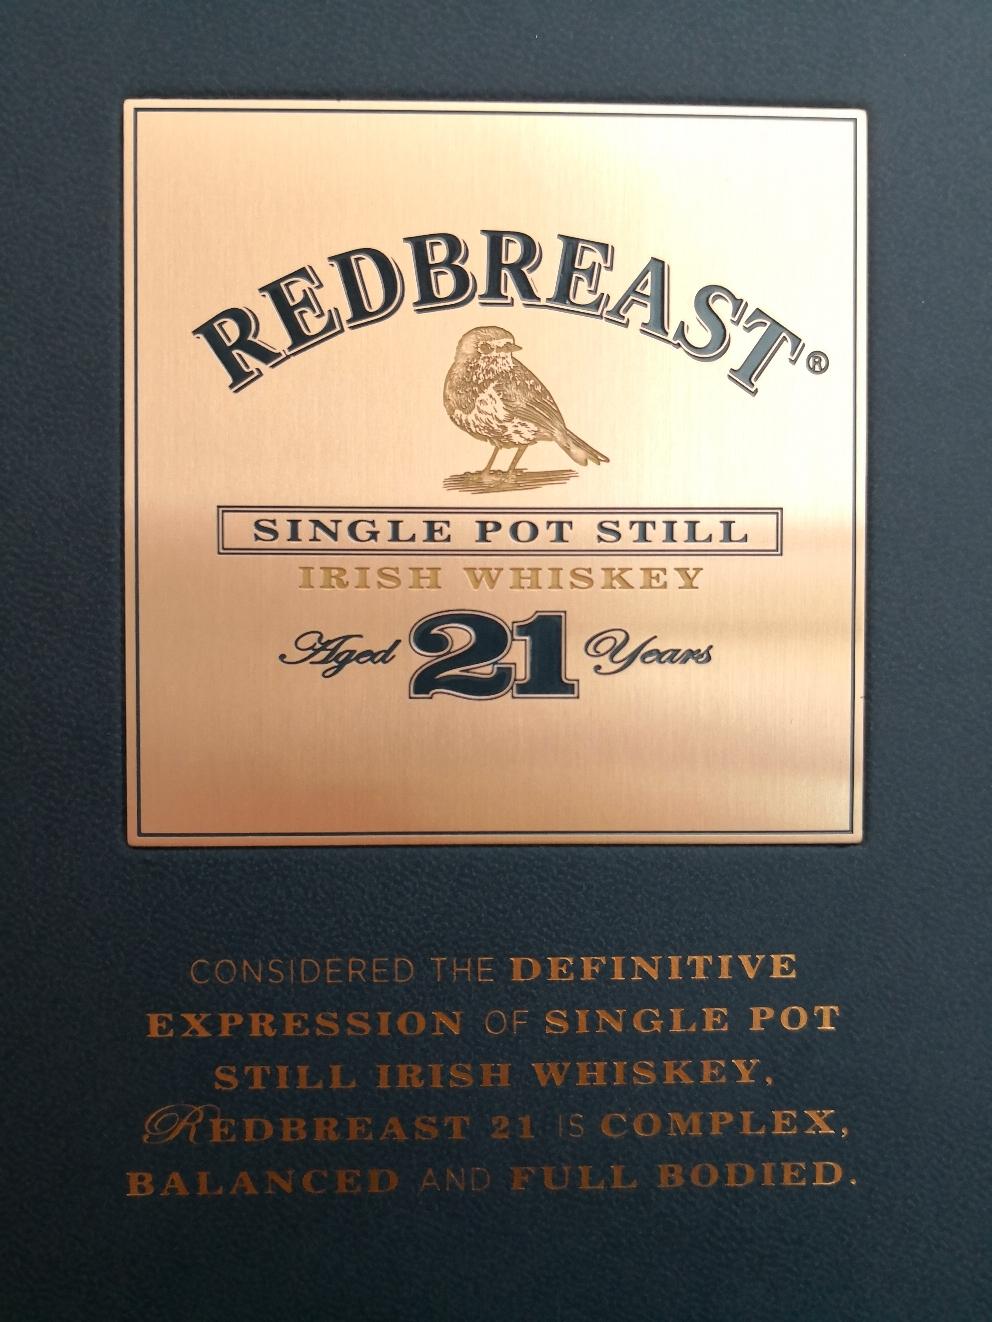 REDBREAST®
SINGLE POT STILL
IRISH WHISKEY
Aged 21 Years
CONSIDERED THE DEFINITIVE
EXPRESSION OF SINGLE POT
STILL IRISH WHISKEY,
REDBREAST 21 IS COMPLEX,
BALANCED AND FULL BODIED.